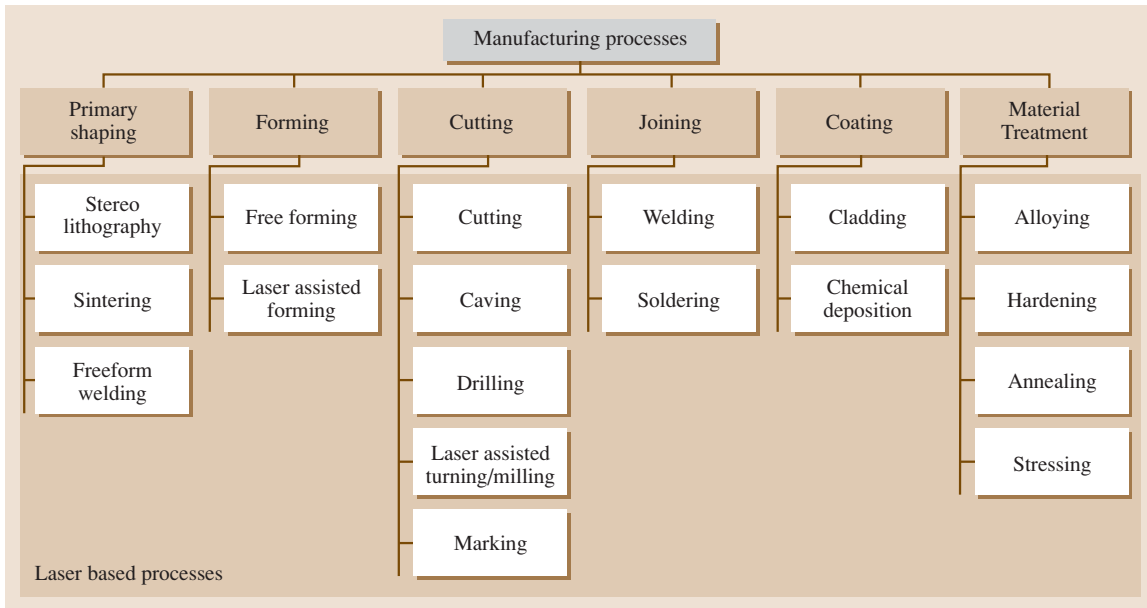 Manufacturing processes
Primary
shaping
Forming
Cutting
Joining
Coating
Material
Treatment
Stereo
lithography
Sintering
Freeform
welding
Free forming
Laser assisted
forming
Cutting
Caving
Drilling
Laser assisted
turning/milling
Marking
Welding
Soldering
Cladding
Chemical
deposition
Alloying
Hardening
Annealing
Stressing
Laser based processes